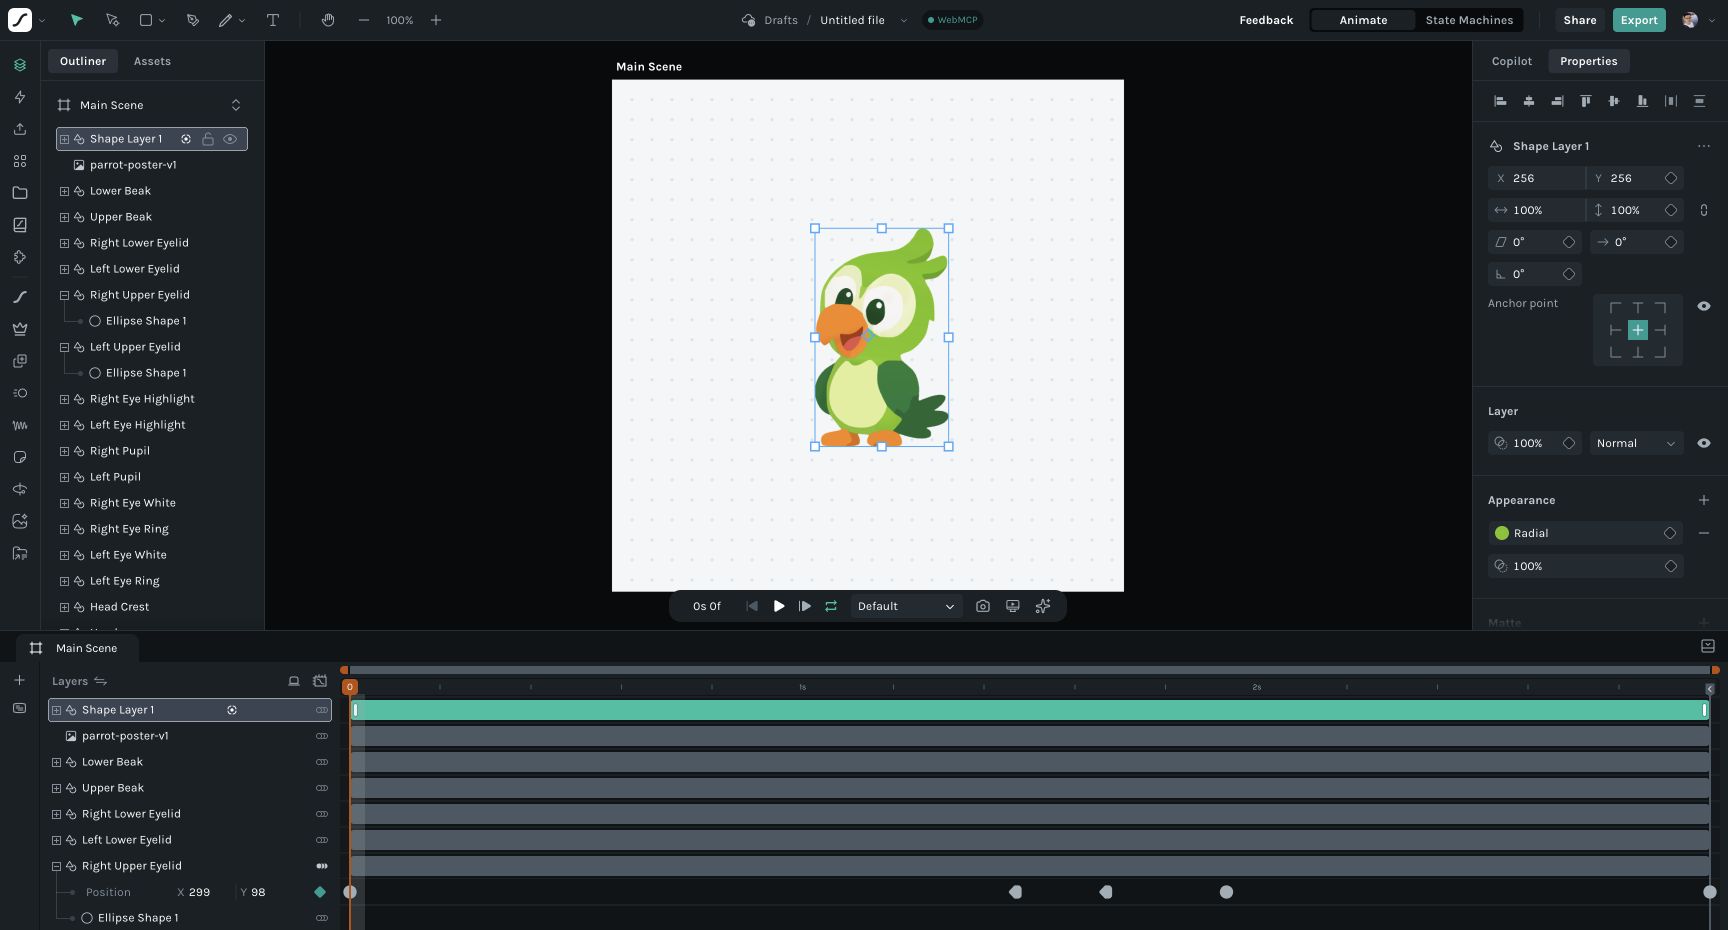 100%
Drafts / Untitled file
WebMCP
Feedback
Animate
State Machines
Share
Export
Outliner
Assets
Main Scene
Shape Layer 1
parrot-poster-v1
Lower Beak
Upper Beak
Right Lower Eyelid
Left Lower Eyelid
Right Upper Eyelid
Ellipse Shape 1
Left Upper Eyelid
Ellipse Shape 1
Right Eye Highlight
Left Eye Highlight
Right Pupil
Left Pupil
Right Eye White
Right Eye Ring
Left Eye White
Left Eye Ring
Head Crest
Main Scene
0s 0f
Default
Copilot
Properties
Shape Layer 1
X 256
Y 256
100%
100%
0°
0°
0°
Anchor point
Layer
100%
Normal
Appearance
Radial
100%
Matte
Main Scene
Layers
0
1s
2s
Shape Layer 1
parrot-poster-v1
Lower Beak
Upper Beak
Right Lower Eyelid
Left Lower Eyelid
Right Upper Eyelid
Position X 299 Y 98
Ellipse Shape 1